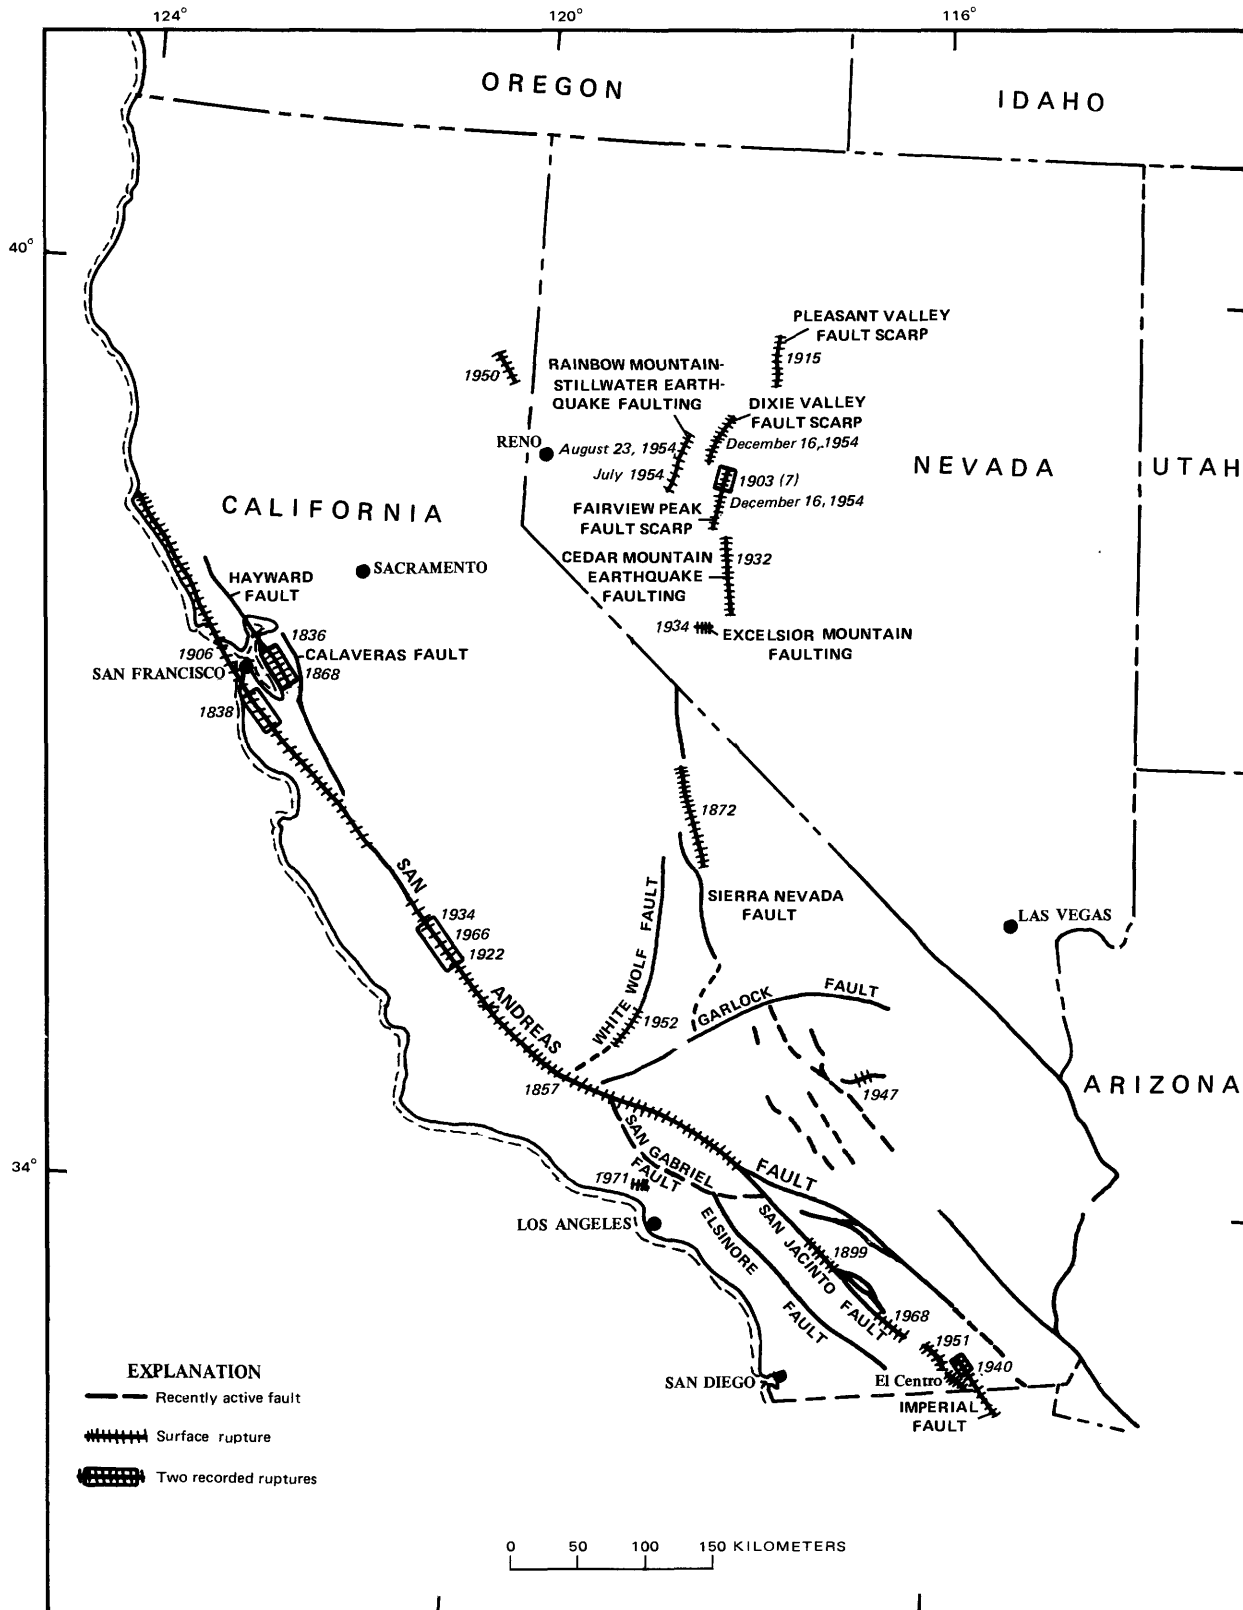 124°
120°
116°
OREGON
IDAHO
40°
PLEASANT VALLEY
FAULT SCARP
1915
RAINBOW MOUNTAIN-
STILLWATER EARTH-
QUAKE FAULTING
1950
DIXIE VALLEY
FAULT SCARP
December 16, 1954
RENO
August 23, 1954
July 1954
NEVADA
UTAH
1903 (?)
December 16, 1954
FAIRVIEW PEAK
FAULT SCARP
CALIFORNIA
CEDAR MOUNTAIN
EARTHQUAKE
FAULTING
1932
SACRAMENTO
HAYWARD
FAULT
1934
EXCELSIOR MOUNTAIN
FAULTING
1836
CALAVERAS FAULT
1868
1906
SAN FRANCISCO
1838
1872
SAN
SIERRA NEVADA
FAULT
LAS VEGAS
1934
1966
1922
WHITE WOLF FAULT
1952
ANDREAS
GARLOCK
FAULT
1857
1947
ARIZONA
34°
SAN GABRIEL
FAULT
FAULT
1971
LOS ANGELES
ELSINORE
FAULT
SAN JACINTO FAULT
1899
1968
1951
1940
El Centro
SAN DIEGO
IMPERIAL
FAULT
EXPLANATION
Recently active fault
Surface rupture
Two recorded ruptures
0 50 100 150 KILOMETERS